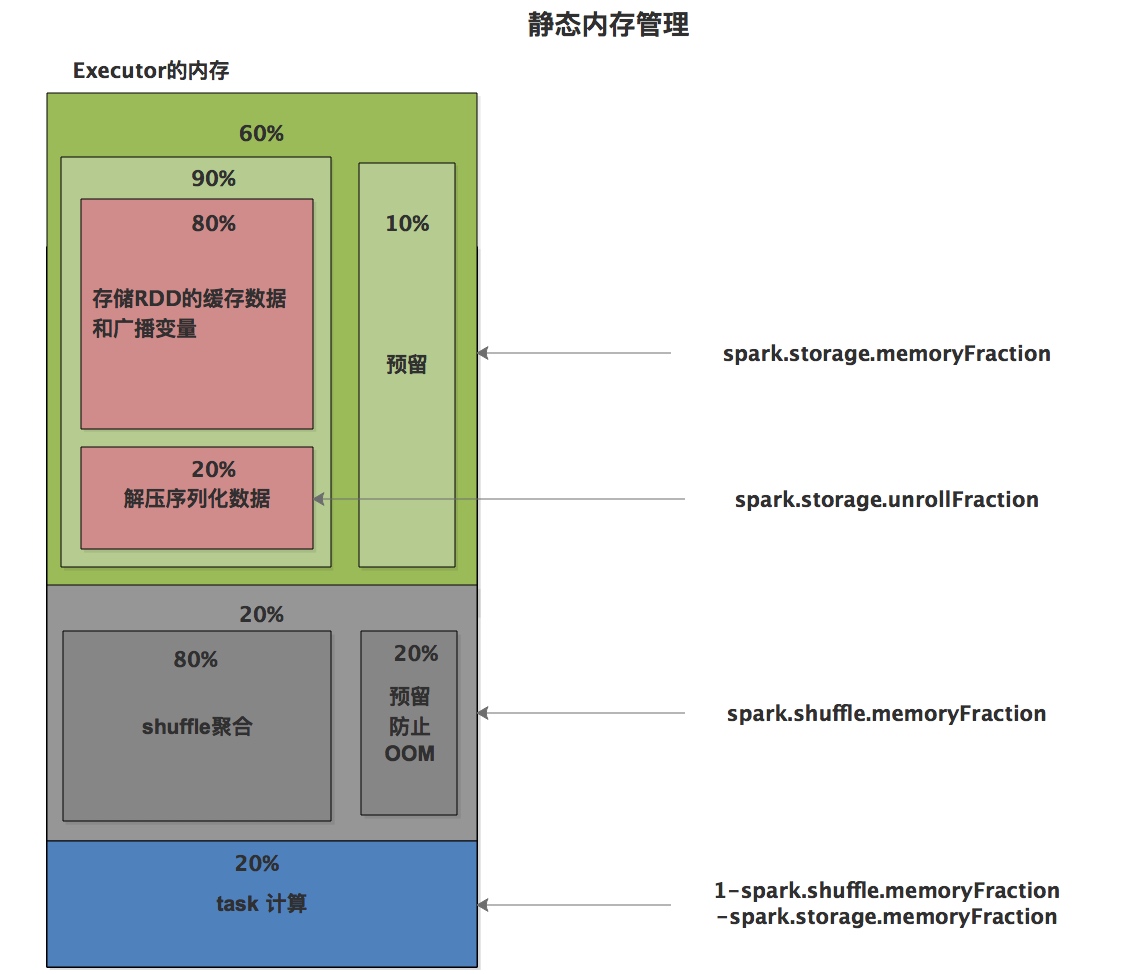 静态内存管理
Executor的内存
60%
90%
80%
存储RDD的缓存数据
和广播变量
10%
预留
20%
解压序列化数据
spark.storage.memoryFraction
spark.storage.unrollFraction
20%
80%
shuffle聚合
20%
预留
防止
OOM
spark.shuffle.memoryFraction
20%
task 计算
1-spark.shuffle.memoryFraction
-spark.storage.memoryFraction